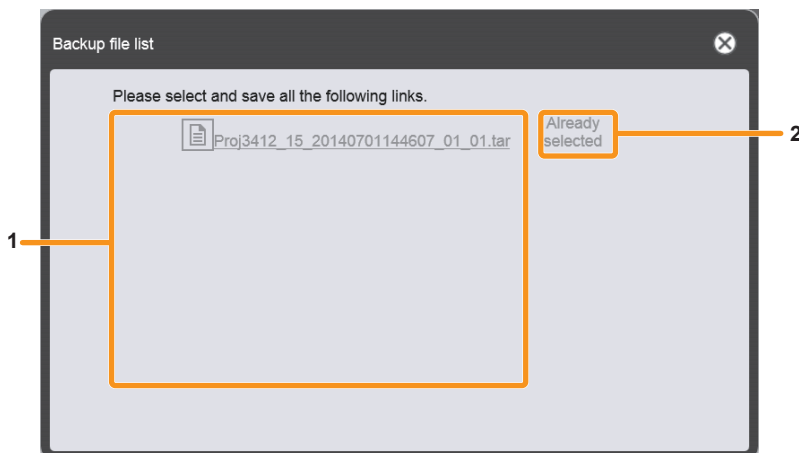 Backup file list
Please select and save all the following links.
Proj3412_15_20140701144607_01_01.tar
Already
selected
2
1